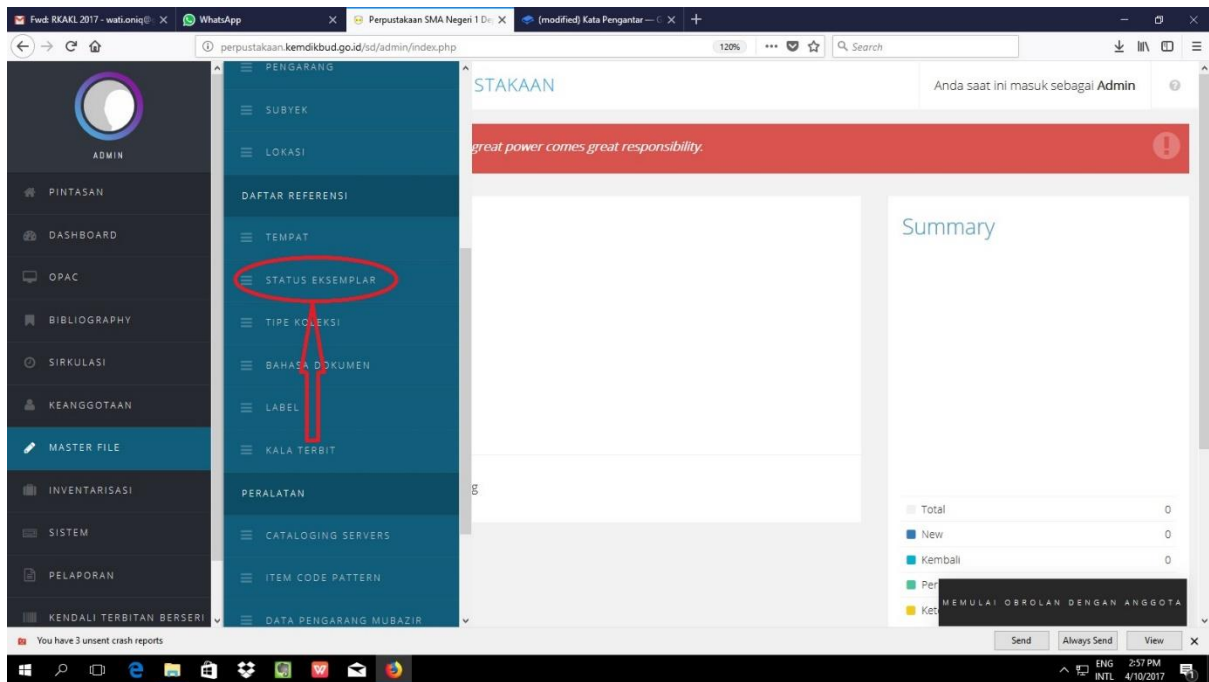 Fwd: RKAKL 2017 - wati.oniq@
WhatsApp
Perpustakaan SMA Negeri 1 De
(modified) Kata Pengantar — G
perpustakaan.kemdikbud.go.id/sd/admin/index.php
120%
Search
ADMIN
PINTASAN
DASHBOARD
OPAC
BIBLIOGRAPHY
SIRKULASI
KEANGGOTAAN
MASTER FILE
INVENTARISASI
SISTEM
PELAPORAN
KENDALI TERBITAN BERSERI
PENGARANG
SUBYEK
LOKASI
DAFTAR REFERENSI
TEMPAT
STATUS EKSEMPLAR
TIPE KOLEKSI
BAHASA DOKUMEN
LABEL
KALA TERBIT
PERALATAN
CATALOGING SERVERS
ITEM CODE PATTERN
DATA PENGARANG MUBAZIR
STAKAAN
Anda saat ini masuk sebagai Admin
great power comes great responsibility.
g
Summary
Total 0
New 0
Kembali 0
Per
Ket
MEMULAI OBROLAN DENGAN ANGGOTA
You have 3 unsent crash reports
Send
Always Send
View
ENG 2:57 PM
INTL 4/10/2017